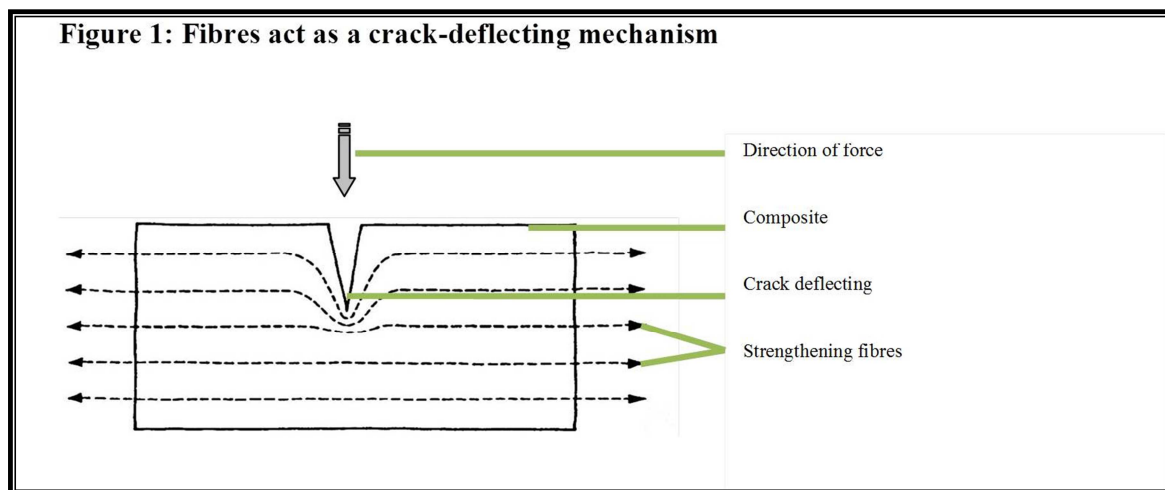 Figure 1: Fibres act as a crack-deflecting mechanism
Direction of force
Composite
Crack deflecting
Strengthening fibres